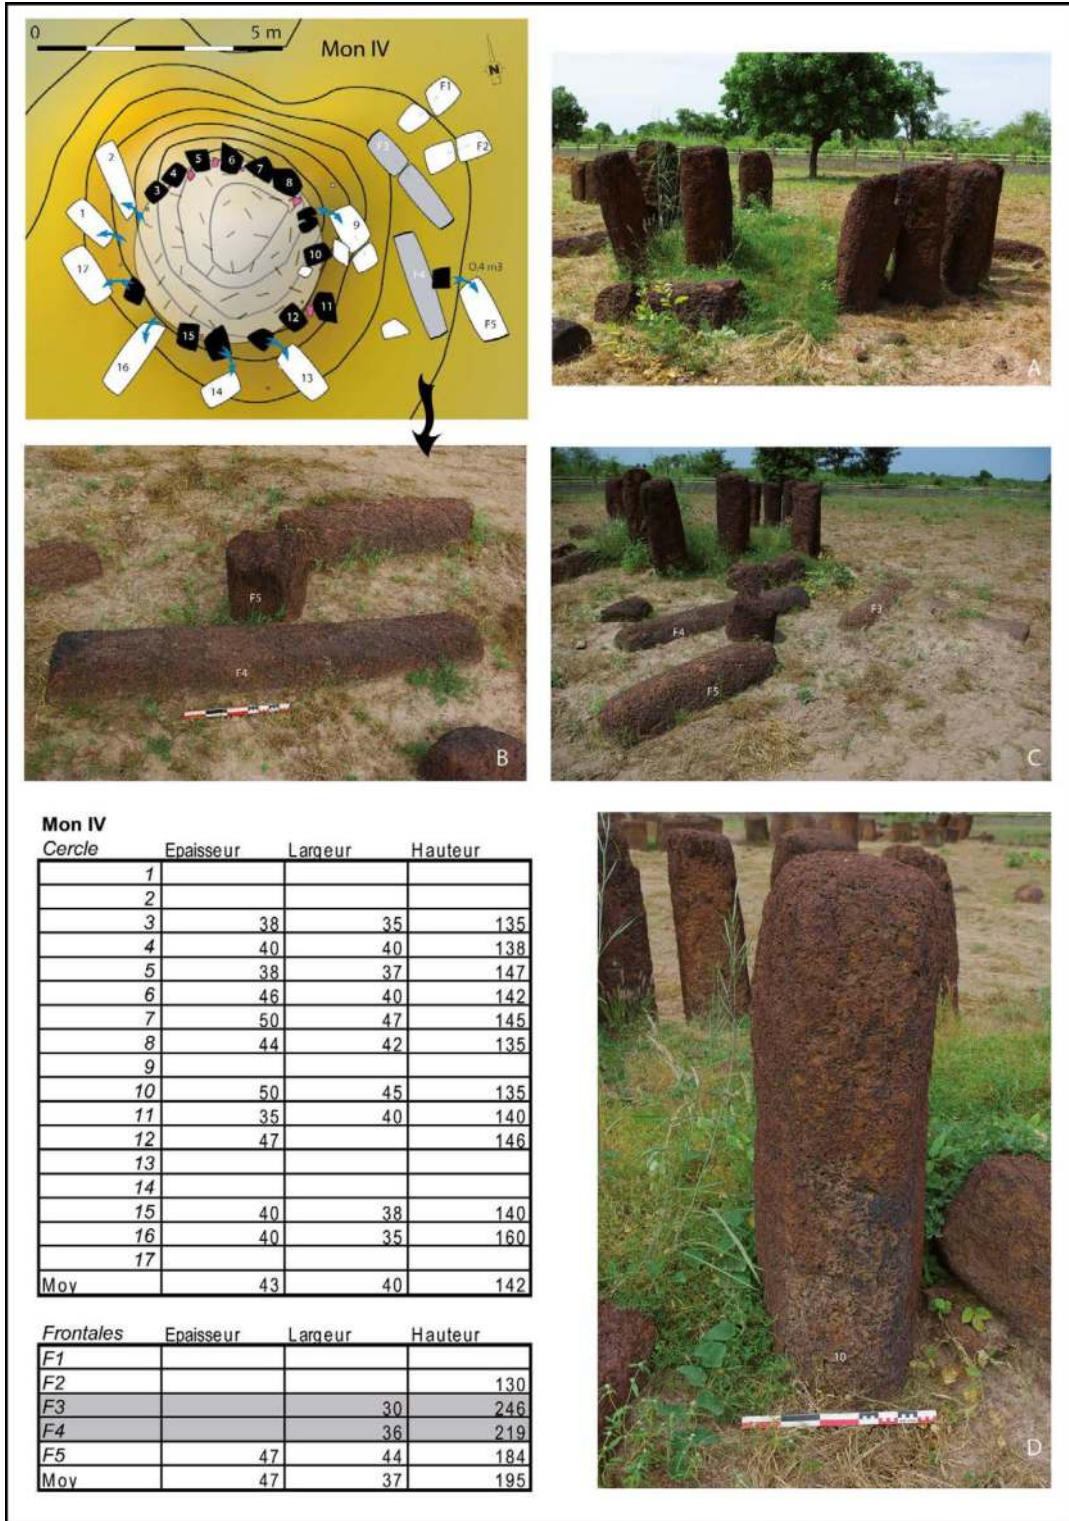 0 5 m
Mon IV
N
F1
F2
F3
F4
F5
0,4 m3
1
2
3
4
5
6
7
8
9
10
11
12
13
14
15
16
17
A
F5
F4
B
F4
F3
F5
C
Mon IV
Cercle Epaisseur Largeur Hauteur
1
2
3 38 35 135
4 40 40 138
5 38 37 147
6 46 40 142
7 50 47 145
8 44 42 135
9
10 50 45 135
11 35 40 140
12 47 146
13
14
15 40 38 140
16 40 35 160
17
Moy 43 40 142
Frontales Epaisseur Largeur Hauteur
F1
F2 130
F3 30 246
F4 36 219
F5 47 44 184
Moy 47 37 195
10
D